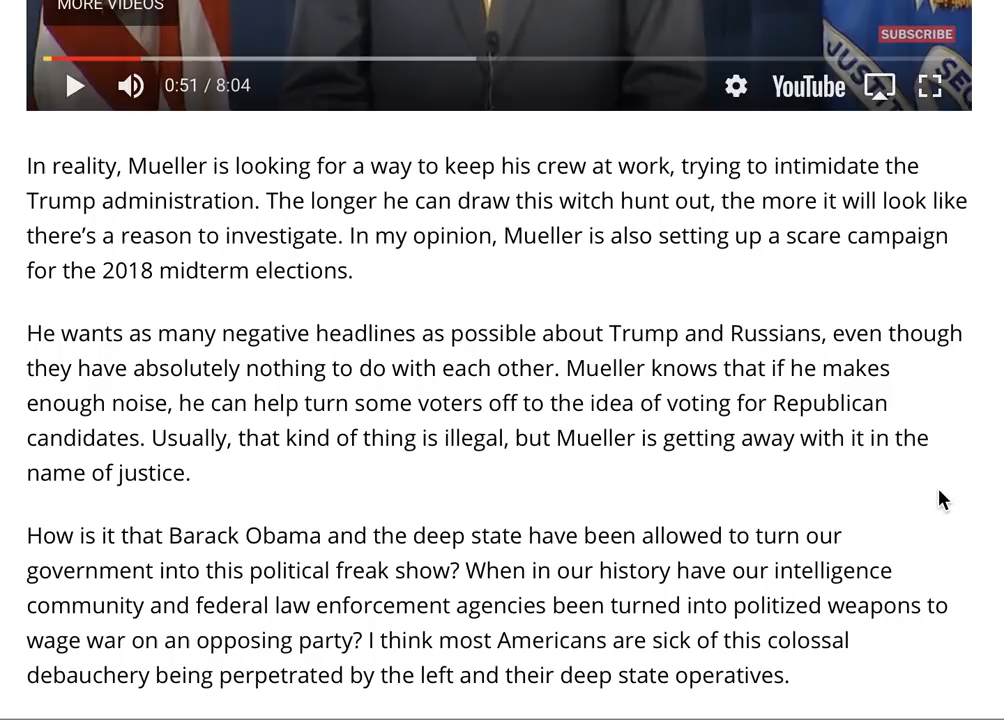 MORE VIDEOS
SUBSCRIBE
0:51 / 8:04
YouTube
JUST
SEC
In reality, Mueller is looking for a way to keep his crew at work, trying to intimidate the
Trump administration. The longer he can draw this witch hunt out, the more it will look like
there’s a reason to investigate. In my opinion, Mueller is also setting up a scare campaign
for the 2018 midterm elections.
He wants as many negative headlines as possible about Trump and Russians, even though
they have absolutely nothing to do with each other. Mueller knows that if he makes
enough noise, he can help turn some voters off to the idea of voting for Republican
candidates. Usually, that kind of thing is illegal, but Mueller is getting away with it in the
name of justice.
How is it that Barack Obama and the deep state have been allowed to turn our
government into this political freak show? When in our history have our intelligence
community and federal law enforcement agencies been turned into politized weapons to
wage war on an opposing party? I think most Americans are sick of this colossal
debauchery being perpetrated by the left and their deep state operatives.